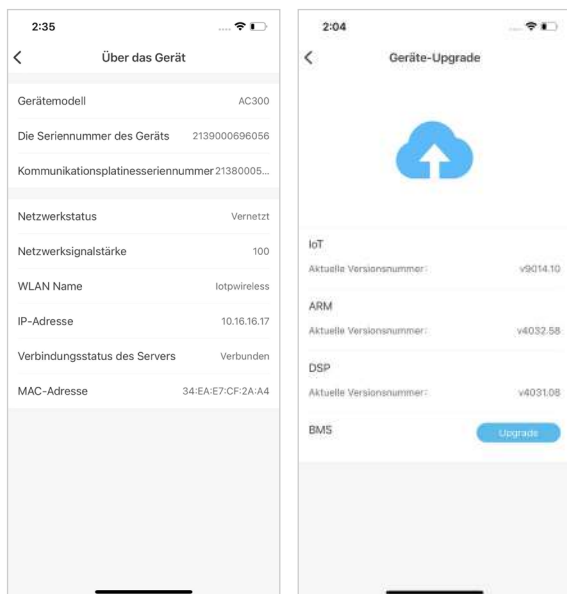 2:35
Über das Gerät
Gerätemodell AC300
Die Seriennummer des Geräts 2139000696056
Kommunikationsplatinesseriennummer 21380005...
Netzwerkstatus Vernetzt
Netzwerksignalstärke 100
WLAN Name Iotpwireless
IP-Adresse 10.16.16.17
Verbindungsstatus des Servers Verbunden
MAC-Adresse 34:EA:E7:CF:2A:A4
2:04
Geräte-Upgrade
IoT
Aktuelle Versionsnummer: v9014.10
ARM
Aktuelle Versionsnummer: v4032.58
DSP
Aktuelle Versionsnummer: v4031.08
BMS Upgrade